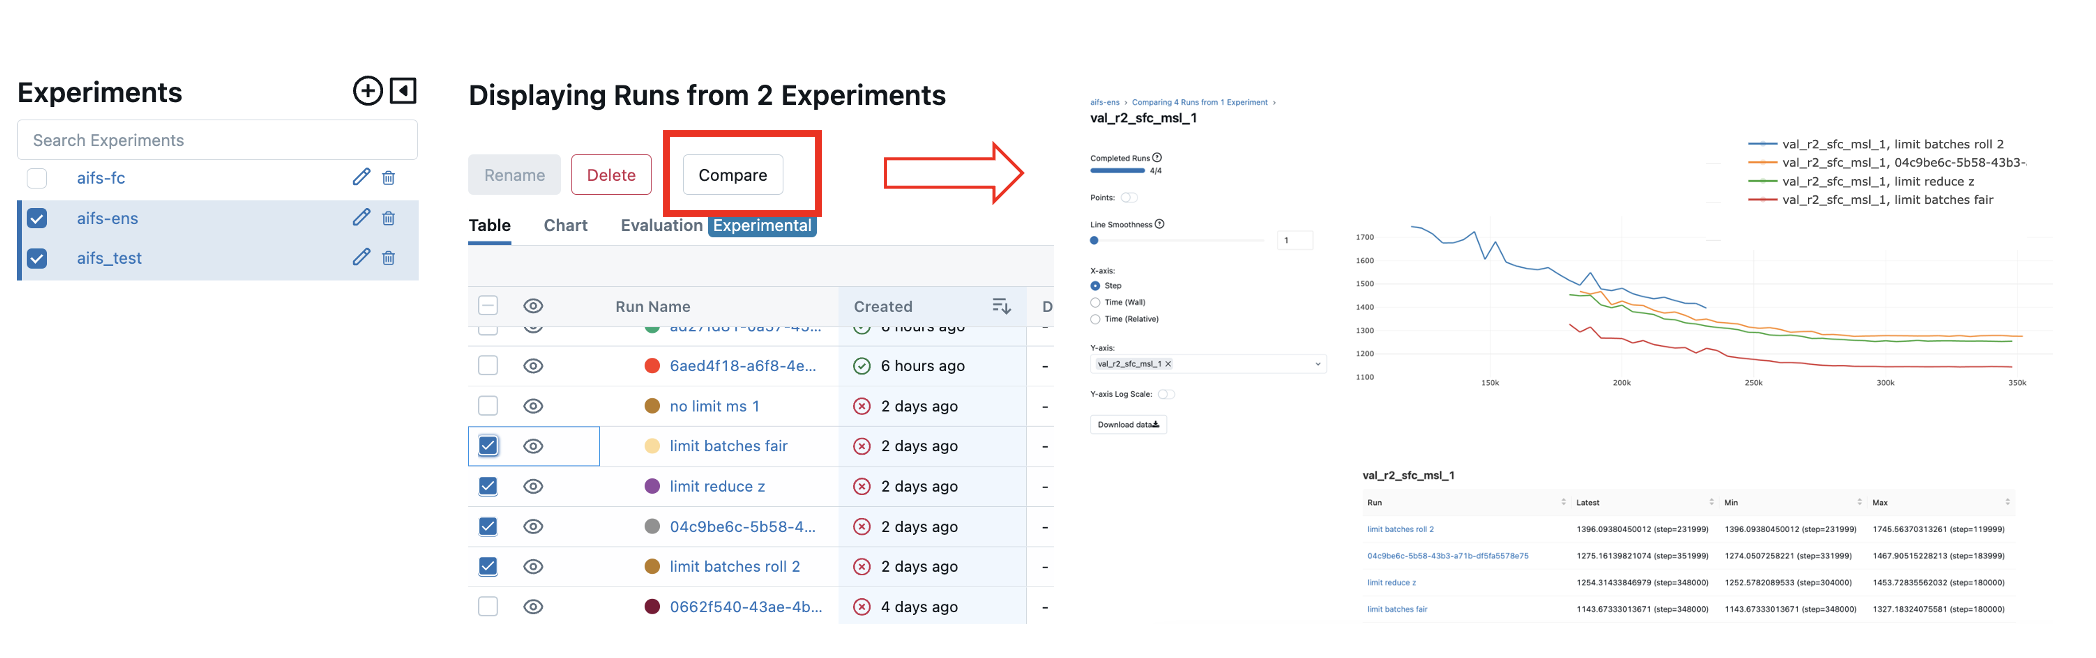 Experiments
Search Experiments
aifs-fc
aifs-ens
aifs_test
Displaying Runs from 2 Experiments
Rename
Delete
Compare
Table
Chart
Evaluation
Experimental
Run Name
Created
D
6 hours ago
-
6aed4f18-a6f8-4e...
6 hours ago
-
no limit ms 1
2 days ago
-
limit batches fair
2 days ago
-
limit reduce z
2 days ago
-
04c9be6c-5b58-4...
2 days ago
-
limit batches roll 2
2 days ago
-
0662f540-43ae-4b...
4 days ago
-
aifs-ens › Comparing 4 Runs from 1 Experiment ›
val_r2_sfc_msl_1
Completed Runs ?
4/4
Points:
Line Smoothness ?
1
X-axis:
Step
Time (Wall)
Time (Relative)
Y-axis:
val_r2_sfc_msl_1 ×
Y-axis Log Scale:
Download data
val_r2_sfc_msl_1, limit batches roll 2
val_r2_sfc_msl_1, 04c9be6c-5b58-43b3-
val_r2_sfc_msl_1, limit reduce z
val_r2_sfc_msl_1, limit batches fair
1700
1600
1500
1400
1300
1200
1100
150k
200k
250k
300k
350k
val_r2_sfc_msl_1
Run
Latest
Min
Max
limit batches roll 2
1396.09380450012 (step=231999)
1396.09380450012 (step=231999)
1745.56370313261 (step=119999)
04c9be6c-5b58-43b3-a71b-df5fa5578e75
1275.16139821074 (step=351999)
1274.0507258221 (step=331999)
1467.90515228213 (step=183999)
limit reduce z
1254.31433846979 (step=348000)
1252.5782089533 (step=304000)
1453.72835562032 (step=180000)
limit batches fair
1143.67333013671 (step=348000)
1143.67333013671 (step=348000)
1327.18324075581 (step=180000)